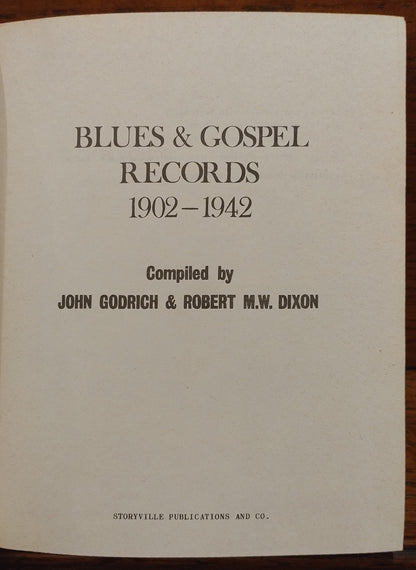 BLUES & GOSPEL
RECORDS
1902–1942
Compiled by
JOHN GODRICH & ROBERT M.W. DIXON
STORYVILLE PUBLICATIONS AND CO.